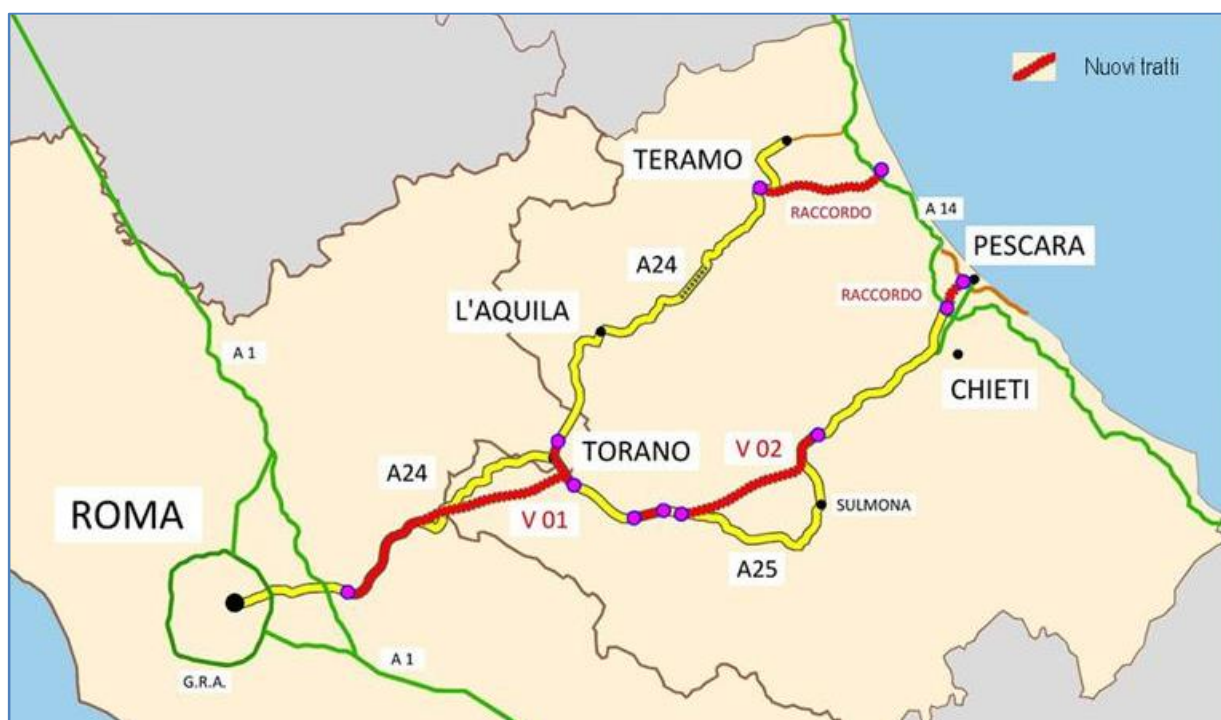 Nuovi tratti
TERAMO
RACCORDO
A 14
PESCARA
A24
RACCORDO
L'AQUILA
A 1
CHIETI
TORANO
V 02
A24
ROMA
V 01
SULMONA
A25
A 1
G.R.A.